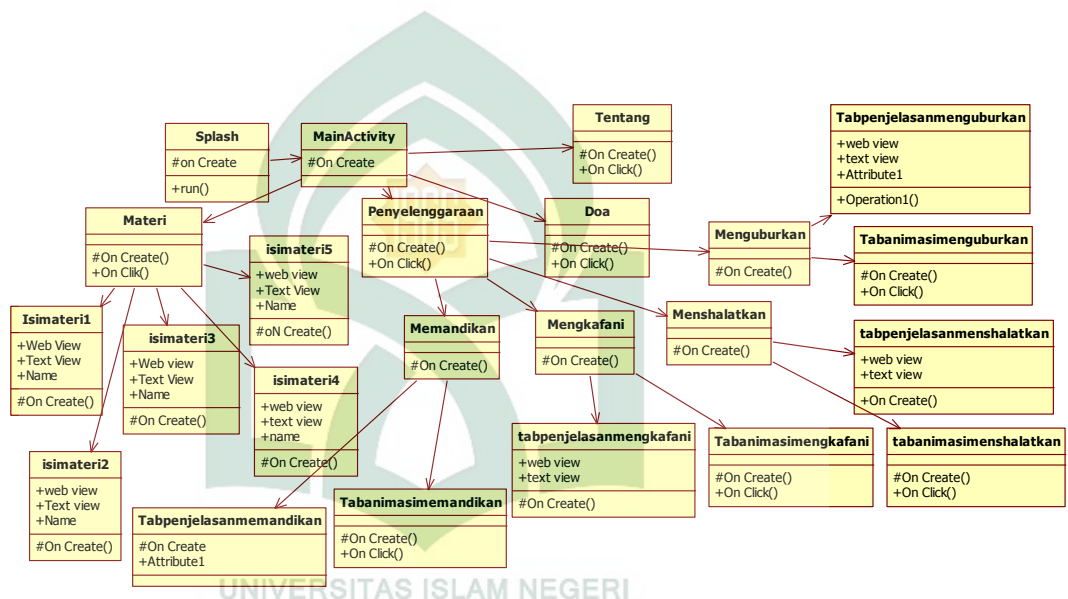 Splash
#on Create
+run()
MainActivity
#On Create
Tentang
#On Create()
+On Click()
Tabpenjelasanmenguburkan
+web view
+text view
+Attribute1
+Operation1()
Materi
#On Create()
+On Clik()
isimateri5
+web view
+Text View
+Name
#oN Create()
Penyelenggaraan
#On Create()
+On Click()
Doa
#On Create()
+On Click()
Menguburkan
#On Create()
Tabanimasimenguburkan
#On Create()
+On Click()
Isimateri1
+Web View
+Text View
+Name
#On Create()
isimateri3
+Web view
+Text View
+Name
#On Create()
isimateri4
+web view
+text view
+name
#On Create()
Memandikan
#On Create()
Mengkafani
#On Create()
Menshalatkan
#On Create()
tabpenjelasanmenshalatkan
+web view
+text view
+On Create()
isimateri2
+web view
+Text view
+Name
#On Create()
Tabpenjelasanmemandikan
#On Create
+Attribute1
Tabanimasimemandikan
#On Create()
+On Click()
tabpenjelasanmengkafani
+web view
+text view
#On Create()
Tabanimasimengkafani
#On Create()
+On Click()
tabanimasimenshalatkan
#On Create()
+On Click()
UNIVERSITAS ISLAM NEGERI